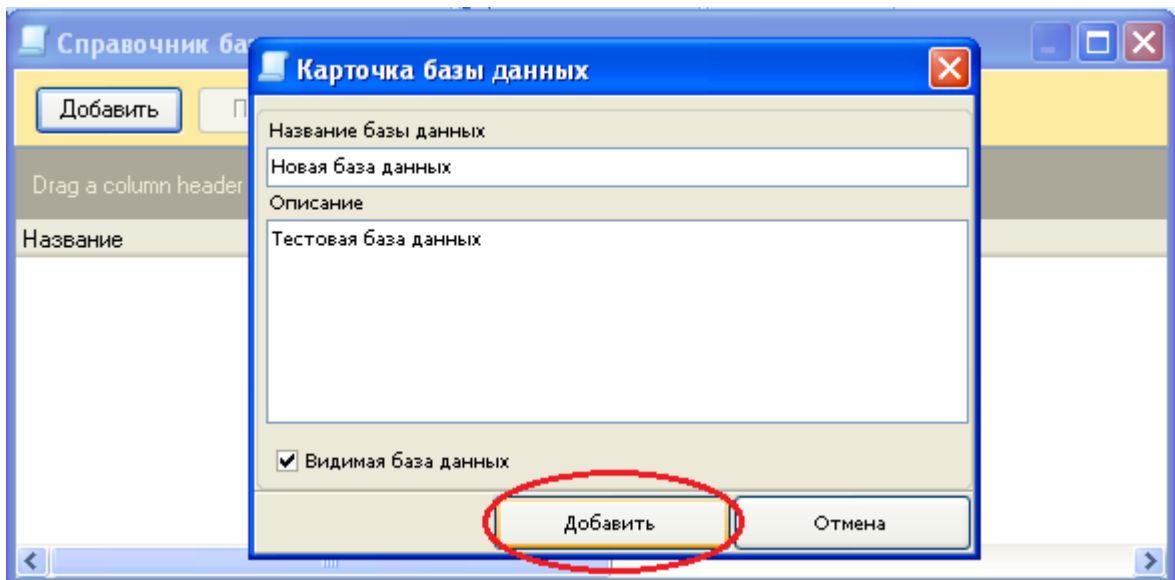 Справочник
Карточка базы данных
Добавить
Название базы данных
Новая база данных
Drag a column header
Описание
Название
Тестовая база данных
Видимая база данных
Добавить
Отмена